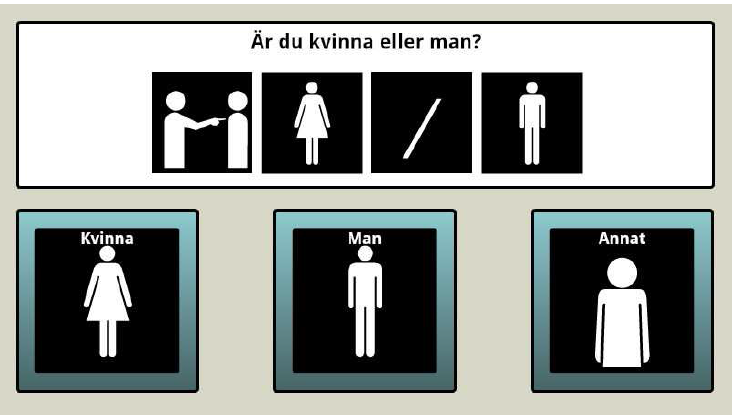 Är du kvinna eller man?
Kvinna
Man
Annat